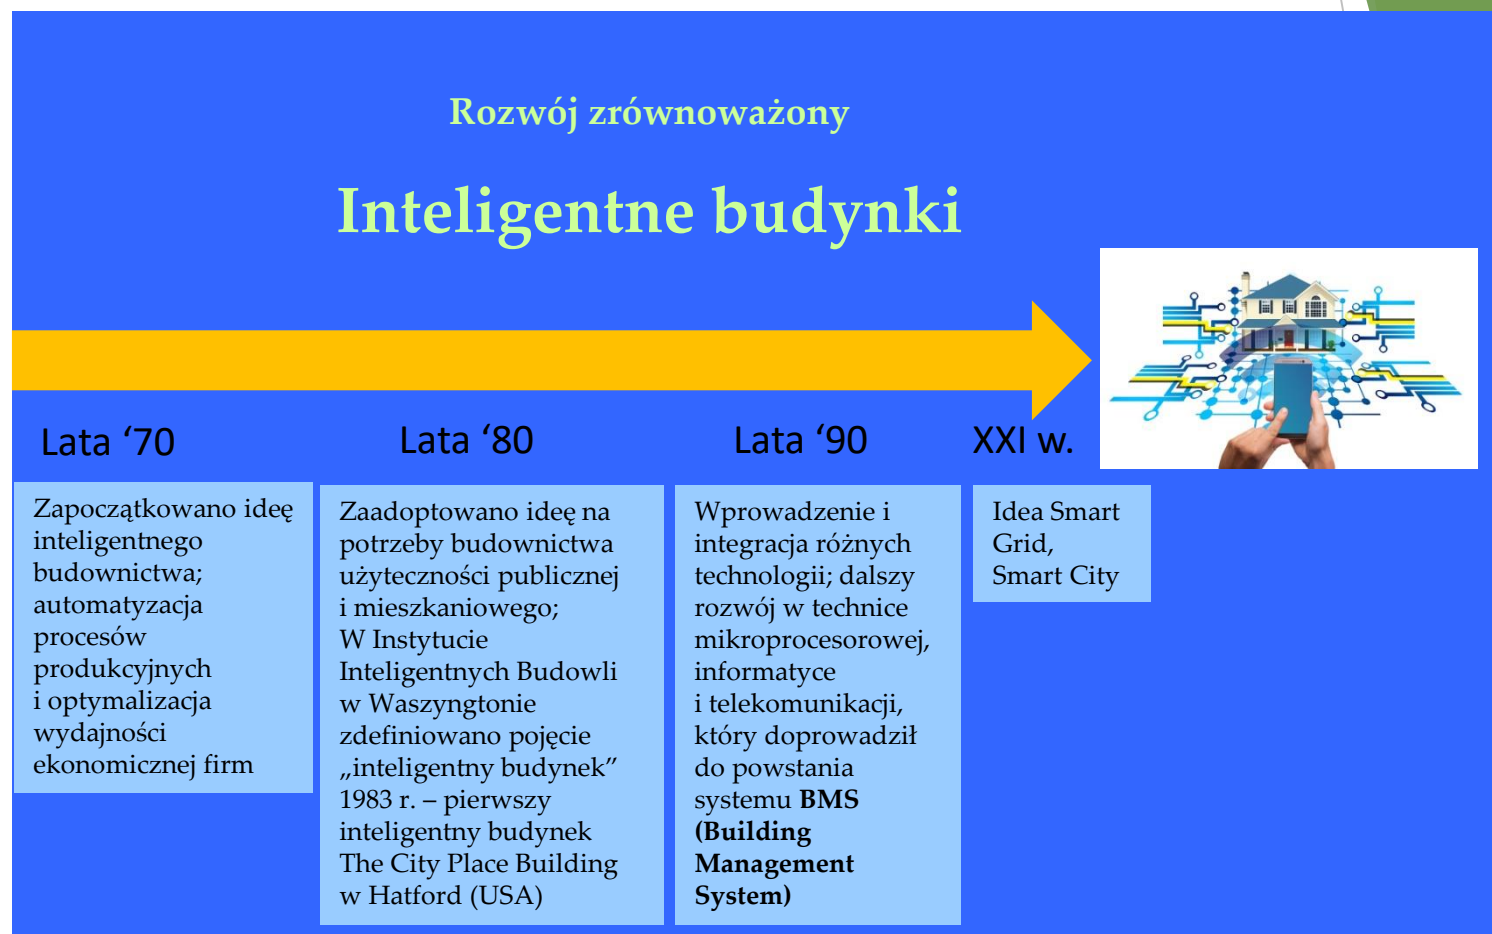 Rozwój zrównoważony
Inteligentne budynki
Lata ‘70
Lata ‘80
Lata ‘90
XXI w.
Zapoczątkowano ideę
inteligentnego
budownictwa;
automatyzacja
procesów
produkcyjnych
i optymalizacja
wydajności
ekonomicznej firm
Zaadoptowano ideę na
potrzeby budownictwa
użyteczności publicznej
i mieszkaniowego;
W Instytucie
Inteligentnych Budowli
w Waszyngtonie
zdefiniowano pojęcie
„inteligentny budynek”
1983 r. – pierwszy
inteligentny budynek
The City Place Building
w Hatford (USA)
Wprowadzenie i
integracja różnych
technologii; dalszy
rozwój w technice
mikroprocesorowej,
informatyce
i telekomunikacji,
który doprowadził
do powstania
systemu BMS
(Building
Management
System)
Idea Smart
Grid,
Smart City